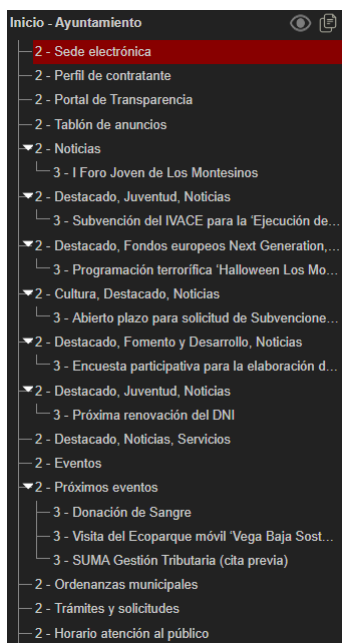 Inicio - Ayuntamiento
2 - Sede electrónica
2 - Perfil de contratante
2 - Portal de Transparencia
2 - Tablón de anuncios
2 - Noticias
3 - I Foro Joven de Los Montesinos
2 - Destacado, Juventud, Noticias
3 - Subvención del IVACE para la 'Ejecución de...
2 - Destacado, Fondos europeos Next Generation,...
3 - Programación terrorífica 'Halloween Los Mo...
2 - Cultura, Destacado, Noticias
3 - Abierto plazo para solicitud de Subvencione...
2 - Destacado, Fomento y Desarrollo, Noticias
3 - Encuesta participativa para la elaboración d...
2 - Destacado, Juventud, Noticias
3 - Próxima renovación del DNI
2 - Destacado, Noticias, Servicios
2 - Eventos
2 - Próximos eventos
3 - Donación de Sangre
3 - Visita del Ecoparque móvil 'Vega Baja Sost...
3 - SUMA Gestión Tributaria (cita previa)
2 - Ordenanzas municipales
2 - Trámites y solicitudes
2 - Horario atención al público